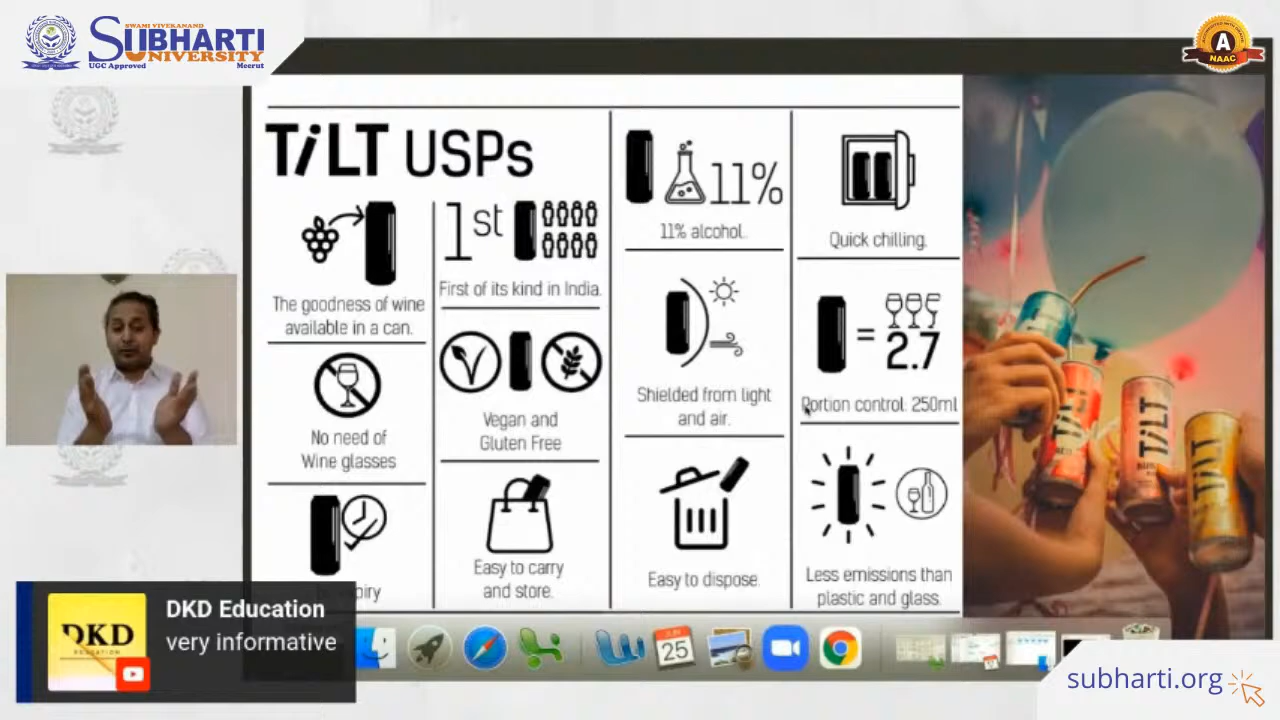 SWAMI VIVEKANAND
SUBHARTI
UNIVERSITY
UGC Approved
Meerut
A
NAAC
TiLT USPs
The goodness of wine
available in a can.
No need of
Wine glasses
1st
First of its kind in India.
Vegan and
Gluten Free
Easy to carry
and store.
11%
11% alcohol.
Shielded from light
and air.
Easy to dispose.
Quick chilling.
= 2.7
Portion control: 250ml
Less emissions than
plastic and glass.
TiLT
TiLT
TiLT
DKD
EDUCATION
DKD Education
very informative
JUN
25
subharti.org